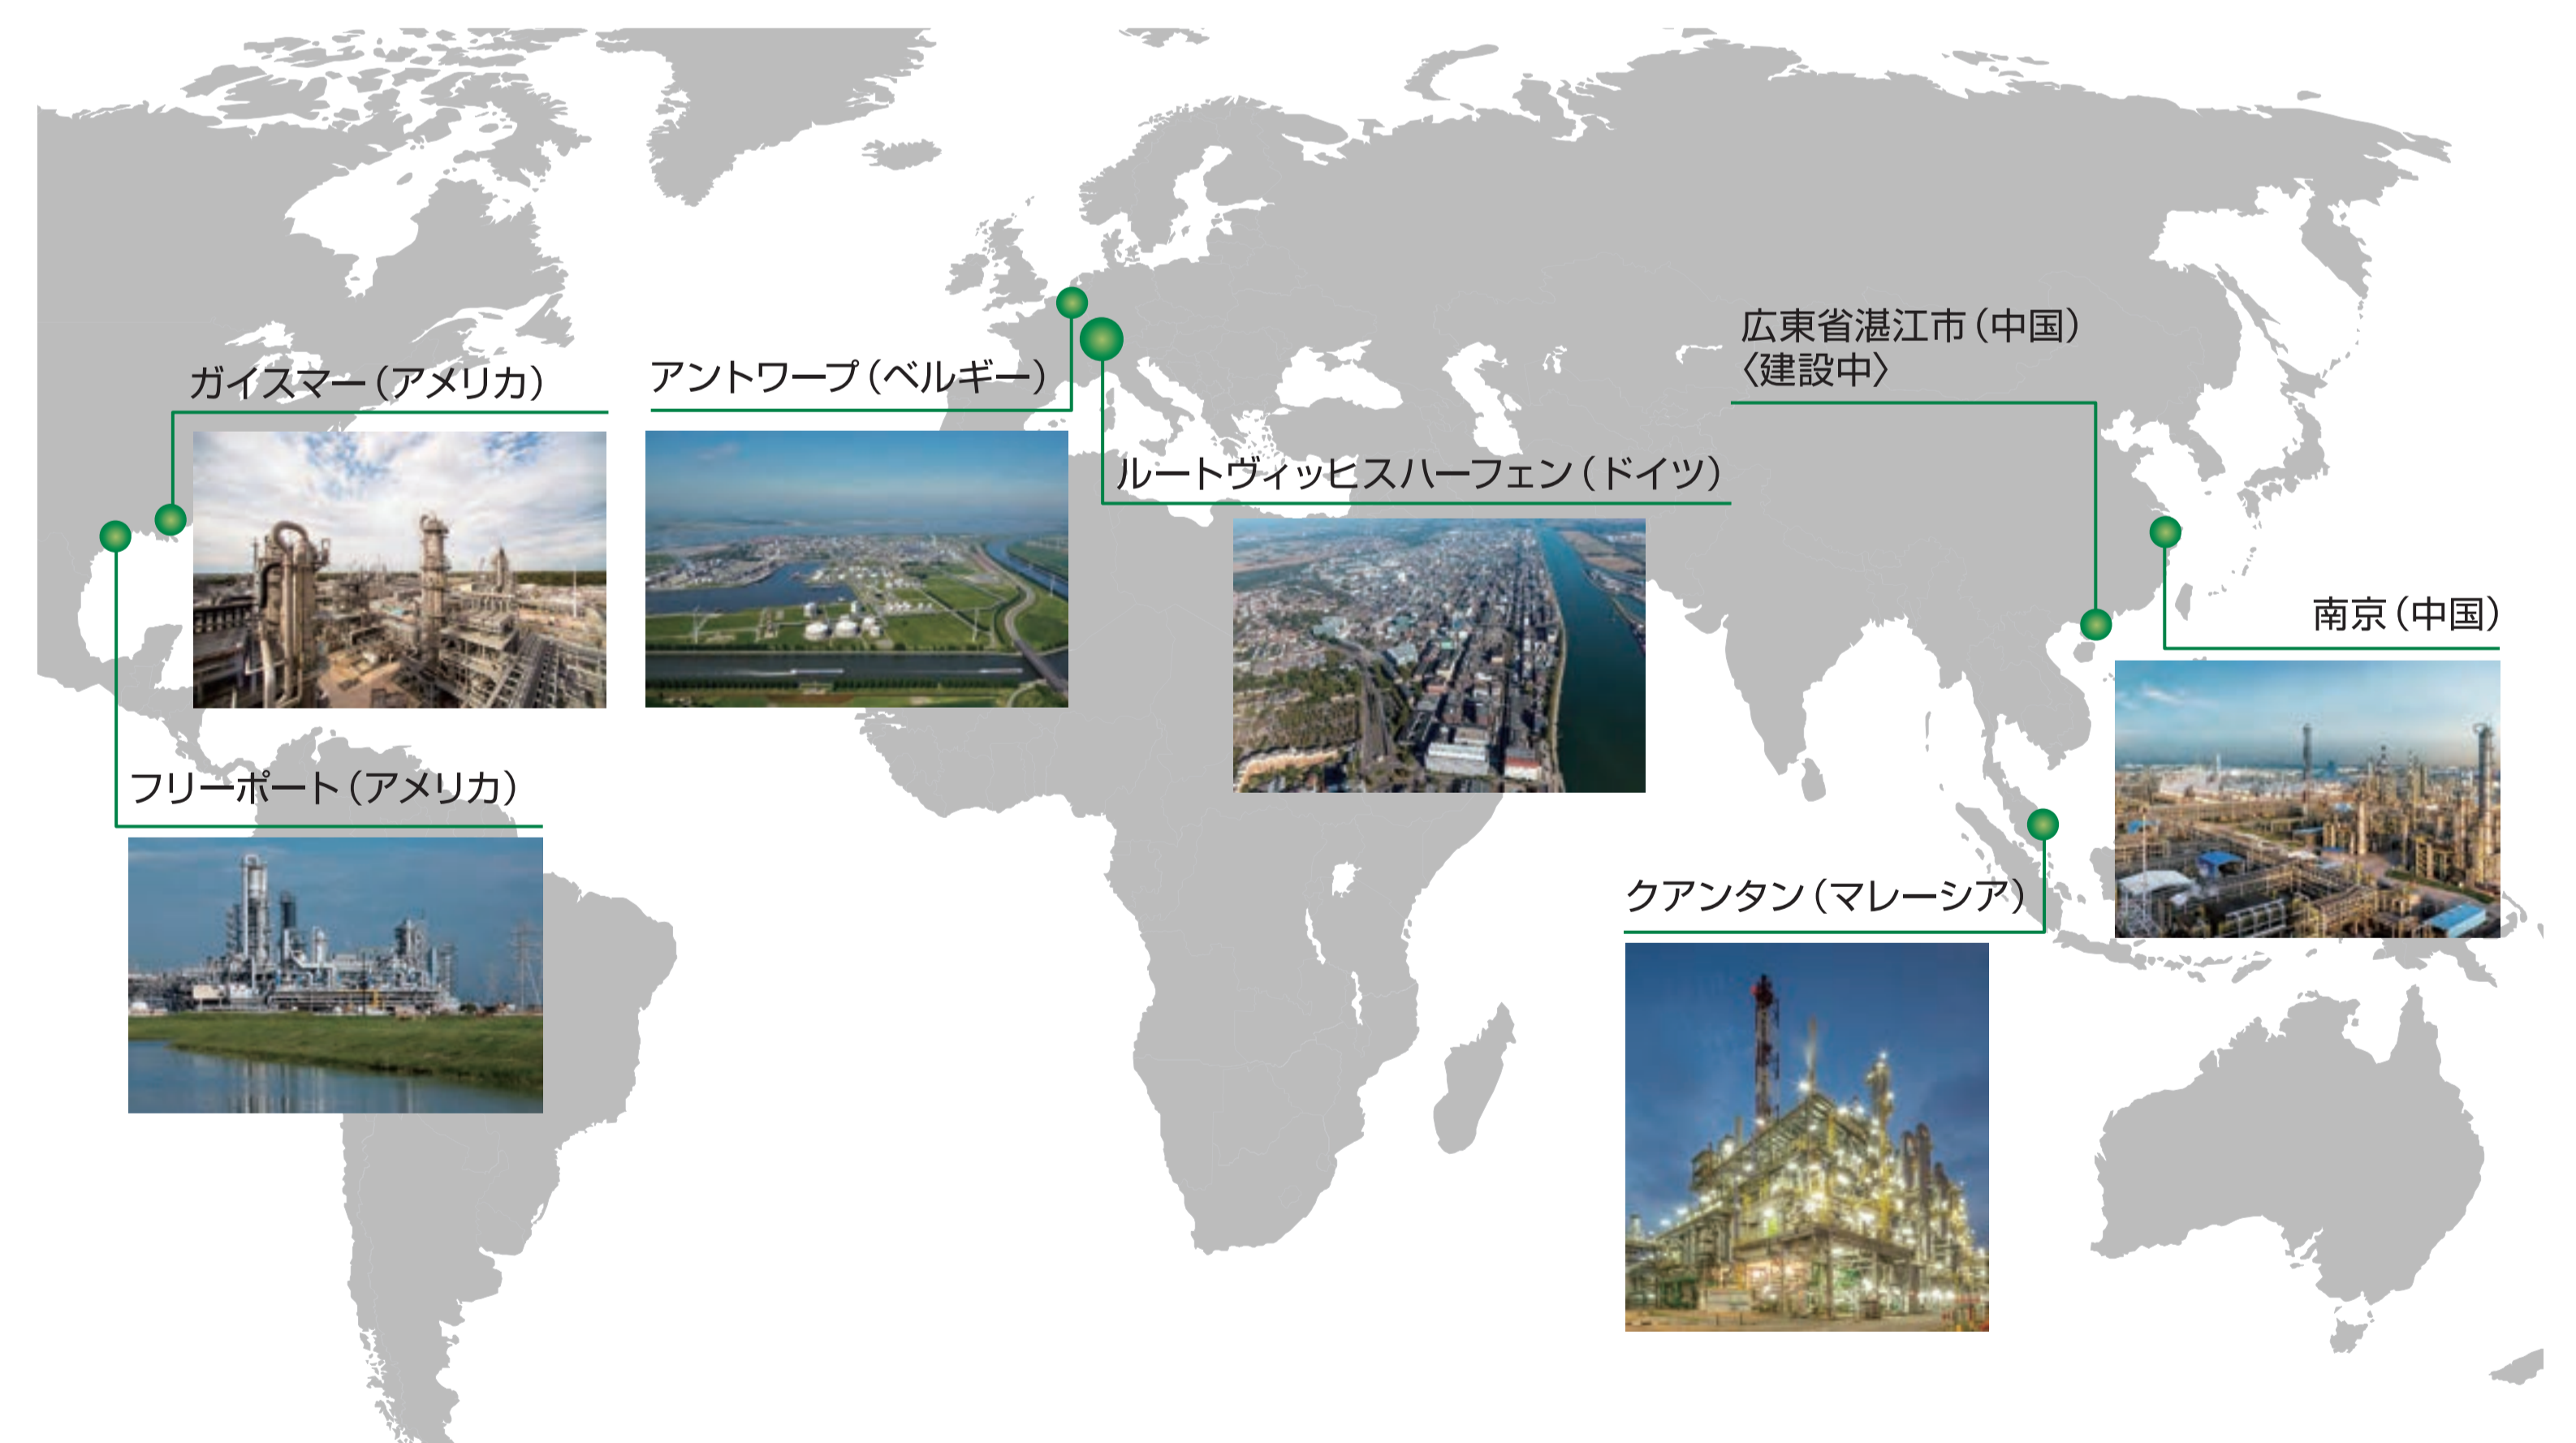 ガイスマー(アメリカ)
アントワープ(ベルギー)
広東省湛江市(中国)
〈建設中〉
ルートヴィッヒスハーフェン(ドイツ)
南京(中国)
フリーポート(アメリカ)
クアンタン(マレーシア)